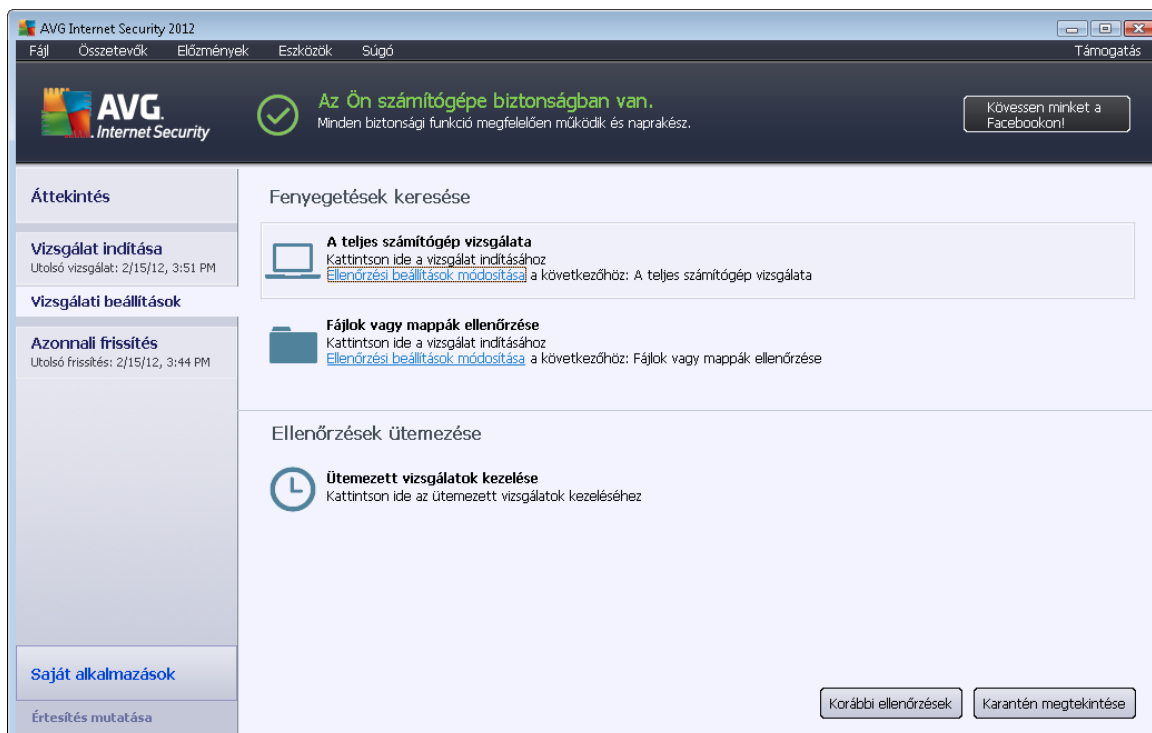 AVG Internet Security 2012
Fájl Összetevők Előzmények Eszközök Súgó Támogatás
AVG.
Internet Security
Az Ön számítógépe biztonságban van.
Minden biztonsági funkció megfelelően működik és naprakész.
Kövessen minket a
Facebookon!
Áttekintés
Vizsgálat indítása
Utolsó vizsgálat: 2/15/12, 3:51 PM
Vizsgálati beállítások
Azonnali frissítés
Utolsó frissítés: 2/15/12, 3:44 PM
Saját alkalmazások
Értesítés mutatása
Fenyegetések keresése
A teljes számítógép vizsgálata
Kattintson ide a vizsgálat indításához
Ellenőrzési beállítások módosítása a következőhöz: A teljes számítógép vizsgálata
Fájlok vagy mappák ellenőrzése
Kattintson ide a vizsgálat indításához
Ellenőrzési beállítások módosítása a következőhöz: Fájlok vagy mappák ellenőrzése
Ellenőrzések ütemezése
Ütemezett vizsgálatok kezelése
Kattintson ide az ütemezett vizsgálatok kezeléséhez
Korábbi ellenőrzések
Karantén megtekintése